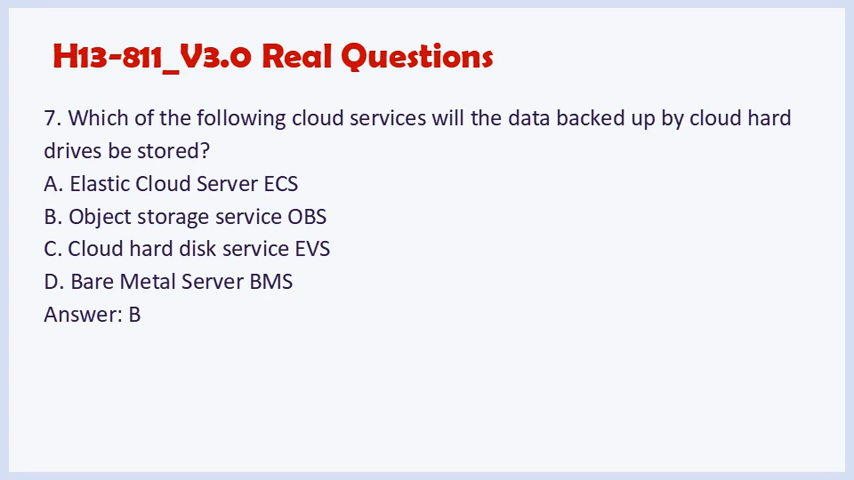 H13-811_V3.0 Real Questions
7. Which of the following cloud services will the data backed up by cloud hard
drives be stored?
A. Elastic Cloud Server ECS
B. Object storage service OBS
C. Cloud hard disk service EVS
D. Bare Metal Server BMS
Answer: B